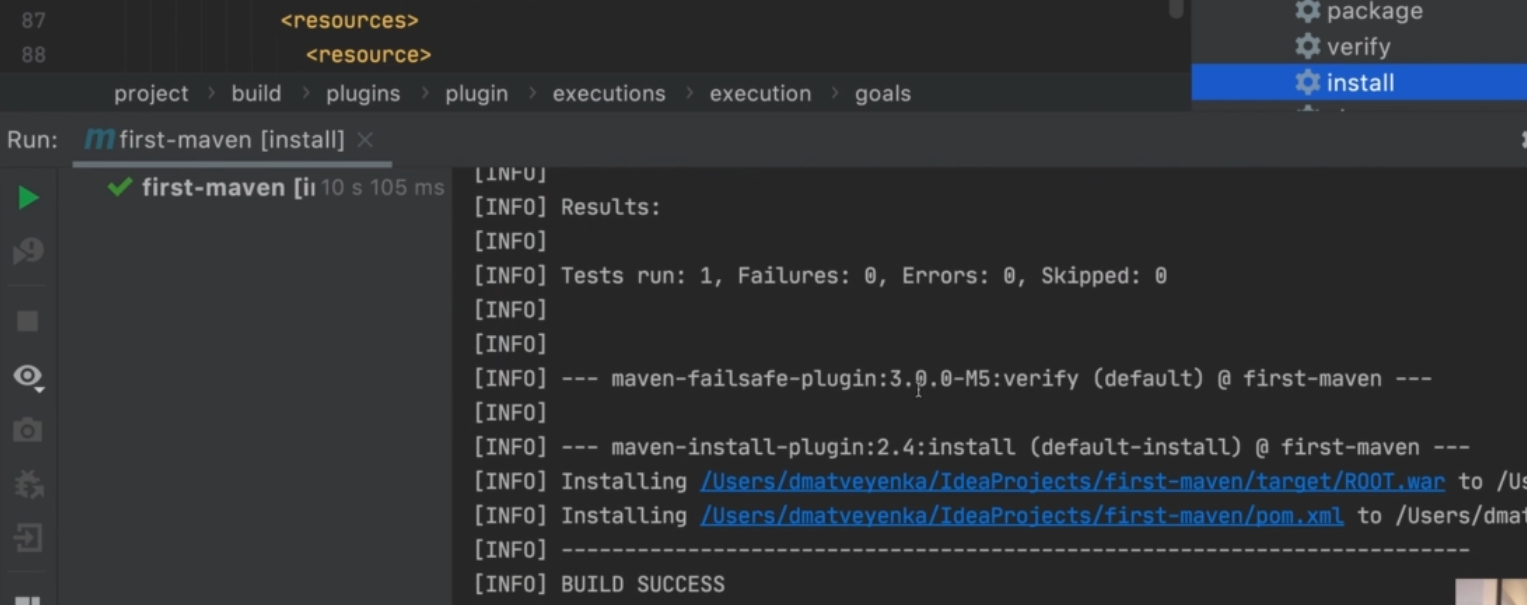 87 <resources>
88 <resource>
package
verify
install
project > build > plugins > plugin > executions > execution > goals
Run: first-maven [install] ×
first-maven [i 10 s 105 ms
[INFO]
[INFO] Results:
[INFO]
[INFO] Tests run: 1, Failures: 0, Errors: 0, Skipped: 0
[INFO]
[INFO]
[INFO] --- maven-failsafe-plugin:3.0.0-M5:verify (default) @ first-maven ---
[INFO]
[INFO] --- maven-install-plugin:2.4:install (default-install) @ first-maven ---
[INFO] Installing /Users/dmatveyenka/IdeaProjects/first-maven/target/ROOT.war to /Us
[INFO] Installing /Users/dmatveyenka/IdeaProjects/first-maven/pom.xml to /Users/dmat
[INFO] ------------------------------------------------------------------------
[INFO] BUILD SUCCESS